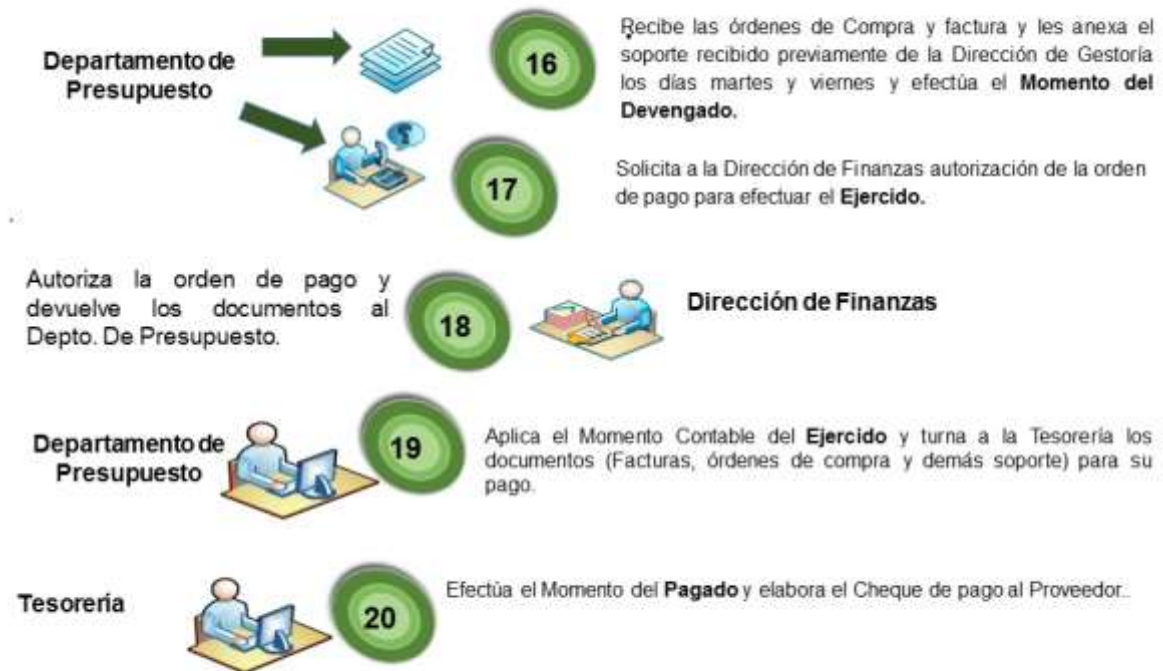 Departamento de
Presupuesto
16
Recibe las órdenes de Compra y factura y les anexa el
soporte recibido previamente de la Dirección de Gestoría
los días martes y viernes y efectúa el Momento del
Devengado.
17
Solicita a la Dirección de Finanzas autorización de la orden
de pago para efectuar el Ejercido.
Autoriza la orden de pago y
devuelve los documentos al
Depto. De Presupuesto.
18
Dirección de Finanzas
Departamento de
Presupuesto
19
Aplica el Momento Contable del Ejercido y turna a la Tesorería los
documentos (Facturas, órdenes de compra y demás soporte) para su
pago.
Tesorería
20
Efectúa el Momento del Pagado y elabora el Cheque de pago al Proveedor..